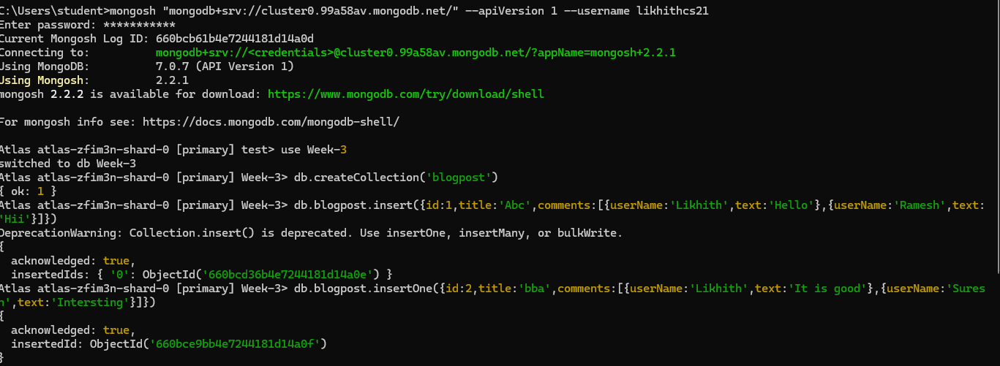 C:\Users\student>mongosh "mongodb+srv://cluster0.99a58av.mongodb.net/" --apiVersion 1 --username likhithcs21
Enter password: ***********
Current Mongosh Log ID: 660bcb61b4e7244181d14a0d
Connecting to:          mongodb+srv://<credentials>@cluster0.99a58av.mongodb.net/?appName=mongosh+2.2.1
Using MongoDB:          7.0.7 (API Version 1)
Using Mongosh:          2.2.1
mongosh 2.2.2 is available for download: https://www.mongodb.com/try/download/shell
For mongosh info see: https://docs.mongodb.com/mongodb-shell/
Atlas atlas-zfim3n-shard-0 [primary] test> use Week-3
switched to db Week-3
Atlas atlas-zfim3n-shard-0 [primary] Week-3> db.createCollection('blogpost')
{ ok: 1 }
Atlas atlas-zfim3n-shard-0 [primary] Week-3> db.blogpost.insert({id:1,title:'Abc',comments:[{userName:'Likhith',text:'Hello'},{userName:'Ramesh',text:
'Hii'}]})
DeprecationWarning: Collection.insert() is deprecated. Use insertOne, insertMany, or bulkWrite.
{
  acknowledged: true,
  insertedIds: { '0': ObjectId('660bcd36b4e7244181d14a0e') }
Atlas atlas-zfim3n-shard-0 [primary] Week-3> db.blogpost.insertOne({id:2,title:'bba',comments:[{userName:'Likhith',text:'It is good'},{userName:'Sures
h',text:'Intersting'}]})
{
  acknowledged: true,
  insertedId: ObjectId('660bce9bb4e7244181d14a0f')
}